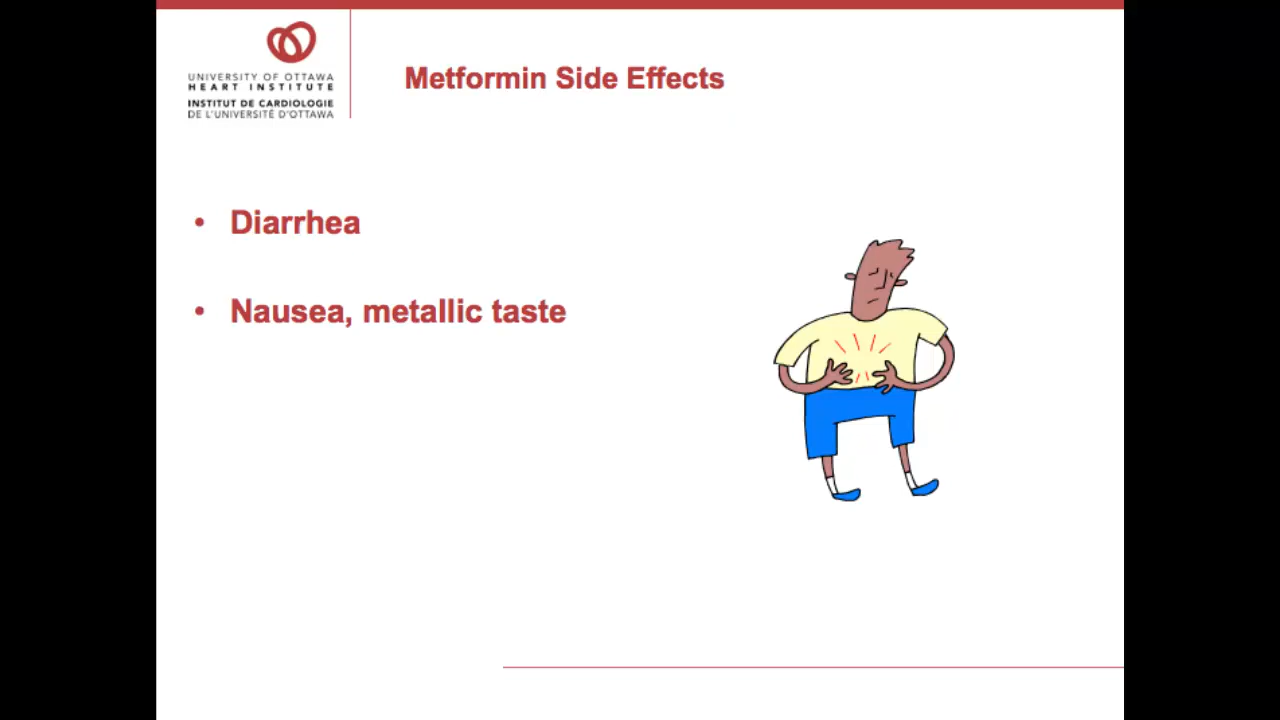 UNIVERSITY OF OTTAWA
HEART INSTITUTE
INSTITUT DE CARDIOLOGIE
DE L'UNIVERSITÉ D'OTTAWA
Metformin Side Effects
• Diarrhea
• Nausea, metallic taste